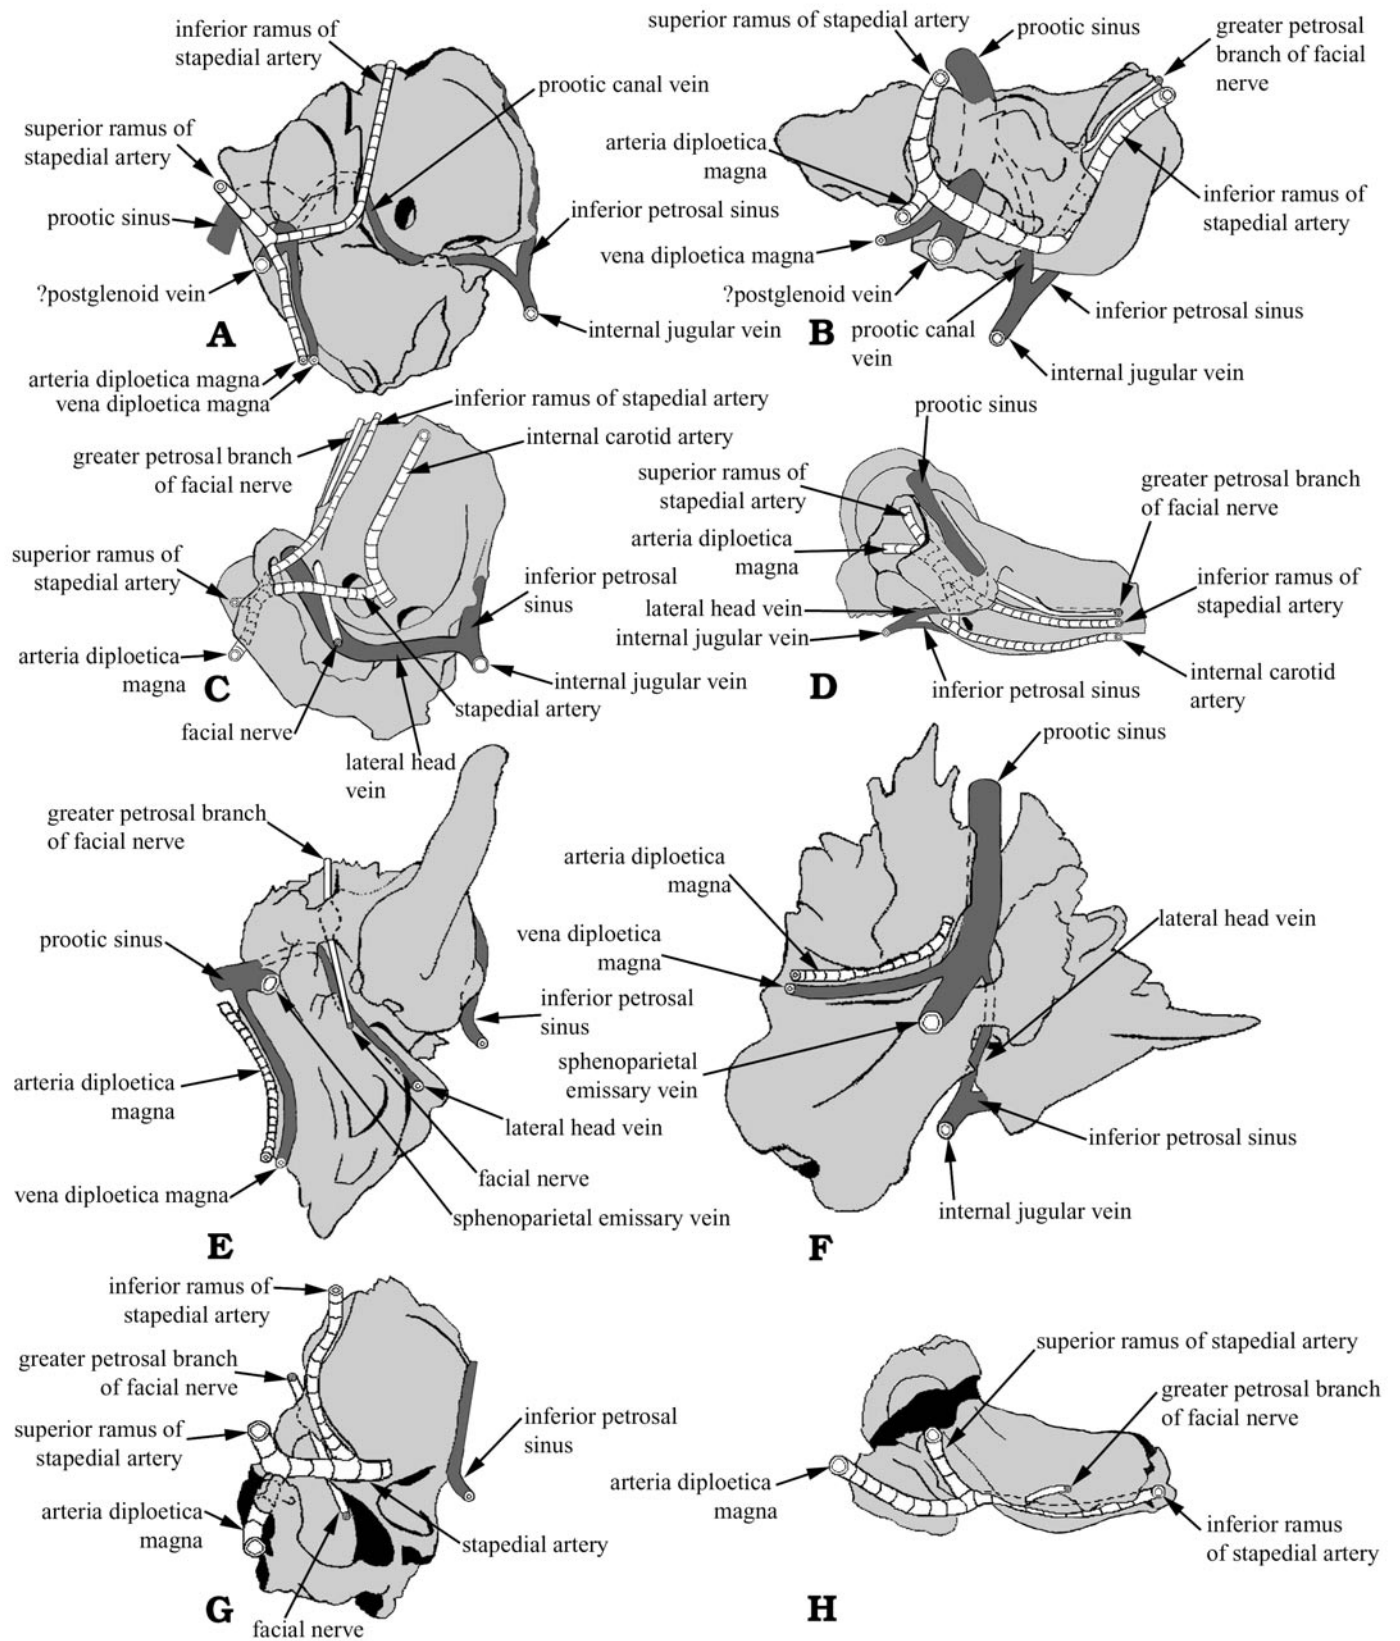 inferior ramus of
stapedial artery
prootic canal vein
superior ramus of
stapedial artery
prootic sinus
inferior petrosal sinus
?postglenoid vein
A
internal jugular vein
arteria diploetica magna
vena diploetica magna
superior ramus of stapedial artery
prootic sinus
greater petrosal
branch of facial
nerve
arteria diploetica
magna
inferior ramus of
stapedial artery
vena diploetica magna
?postglenoid vein
inferior petrosal sinus
B
prootic canal
vein
internal jugular vein
inferior ramus of stapedial artery
internal carotid artery
greater petrosal branch
of facial nerve
superior ramus of
stapedial artery
inferior petrosal
sinus
arteria diploetica
magna
C
internal jugular vein
stapedial artery
facial nerve
lateral head
vein
prootic sinus
superior ramus of
stapedial artery
greater petrosal branch
of facial nerve
arteria diploetica
magna
inferior ramus of
stapedial artery
lateral head vein
internal jugular vein
internal carotid
artery
D
inferior petrosal sinus
greater petrosal branch
of facial nerve
prootic sinus
inferior petrosal
sinus
arteria diploetica
magna
lateral head vein
facial nerve
vena diploetica magna
sphenoparietal emissary vein
E
prootic sinus
arteria diploetica
magna
lateral head vein
vena diploetica
magna
sphenoparietal
emissary vein
inferior petrosal sinus
internal jugular vein
F
inferior ramus of
stapedial artery
greater petrosal branch
of facial nerve
superior ramus of
stapedial artery
inferior petrosal
sinus
arteria diploetica
magna
stapedial artery
G
facial nerve
superior ramus of stapedial artery
greater petrosal branch
of facial nerve
arteria diploetica
magna
inferior ramus
of stapedial artery
H